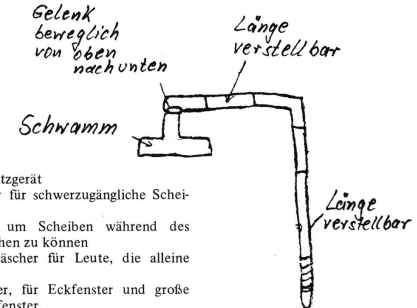 Gelenk
beweglich
von oben
nach unten
Länge
verstellbar
Schwamm
Länge
verstellbar
tzgerät
für schwerzugängliche Schei-
um Scheiben während des
hen zu können
äscher für Leute, die alleine
er, für Eckfenster und große
fenster